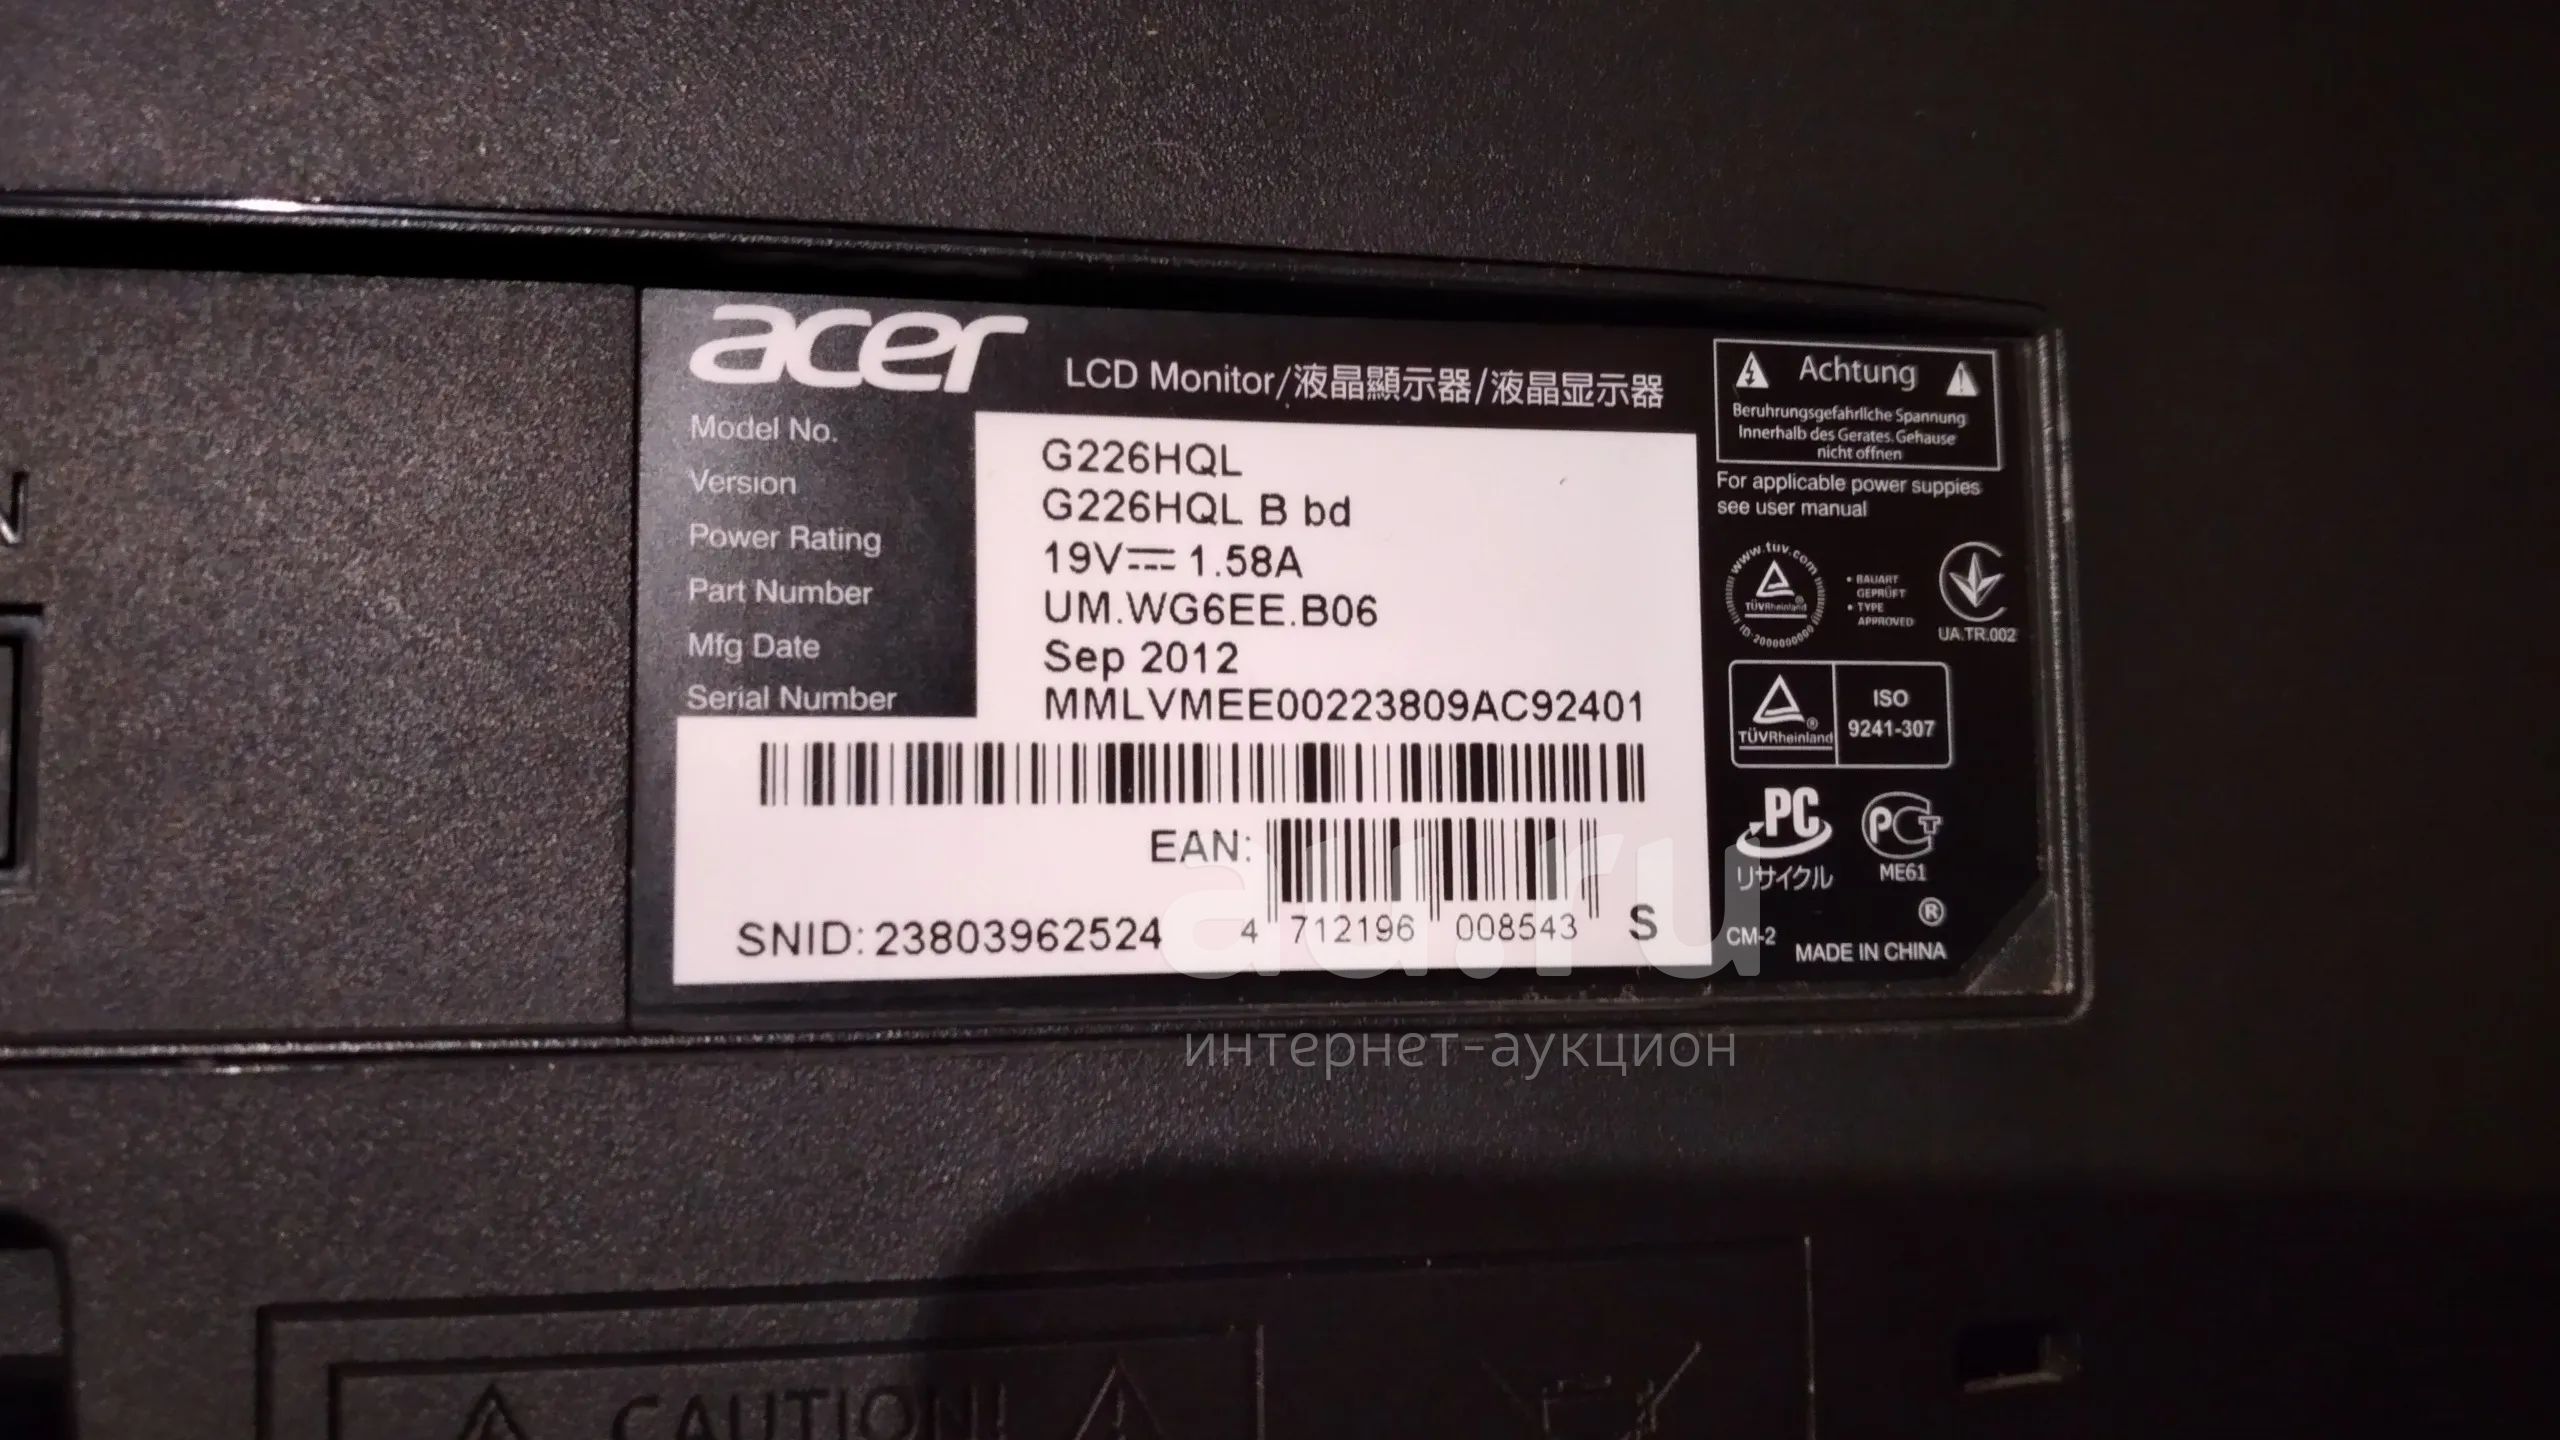 acer
LCD Monitor/液晶顯示器/液晶显示器
Model No. G226HQL
Version G226HQL B bd
Power Rating 19V⎓1.58A
Part Number UM.WG6EE.B06
Mfg Date Sep 2012
Serial Number MMLVMEE00223809AC92401
EAN:
4 712196 008543
SNID:23803962524
S
Achtung
Beruhrungsgefahrliche Spannung
Innerhalb des Gerates.Gehause
nicht offnen
For applicable power suppies
see user manual
www.tuv.com
TÜVRheinland
ID:2000000000
• BAUART
GEPRÜFT
• TYPE
APPROVED
UA.TR.002
TÜVRheinland®
ISO
9241-307
PC
リサイクル
РСТ
ME61
®
CM-2
MADE IN CHINA
au.ru
интернет-аукцион
N
CAUTION!